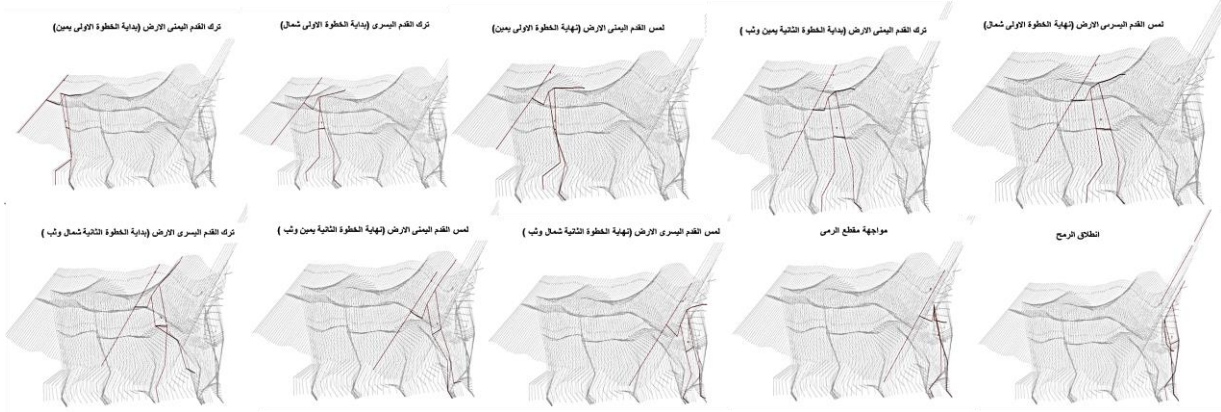 ترك القدم اليمنى الارض (بداية الخطوة الاولى يمين)
ترك القدم اليسرى الارض (بداية الخطوة الاولى شمال)
لمس القدم اليمنى الارض (نهاية الخطوة الاولى يمين)
ترك القدم اليمنى الارض (بداية الخطوة الثانية يمين وثب )
لمس القدم اليسرىى الارض (نهاية الخطوة الاولى شمال)
ترك القدم اليسرى الارض (بداية الخطوة الثانية شمال وثب )
لمس القدم اليمنى الارض (نهاية الخطوة الثانية يمين وثب )
لمس القدم اليسرى الارض (نهاية الخطوة الثانية شمال وثب )
مواجهة مقطع الرمى
انطلاق الرمح